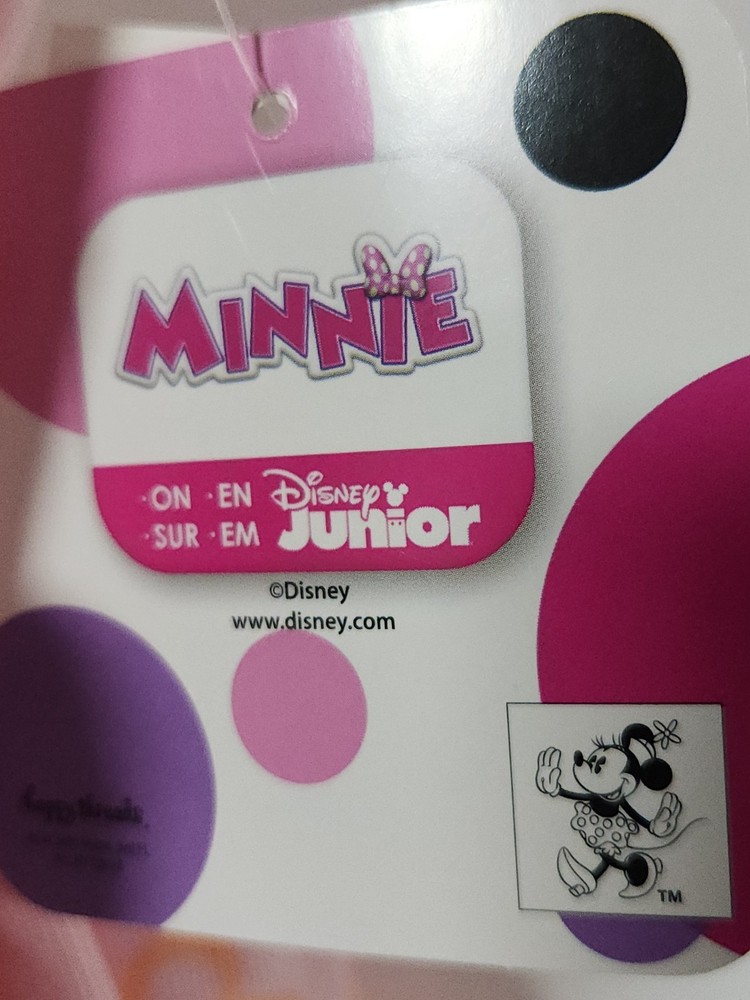 MINNIE
·ON ·EN Disney
·SUR ·EM Junior
©Disney
www.disney.com
TM